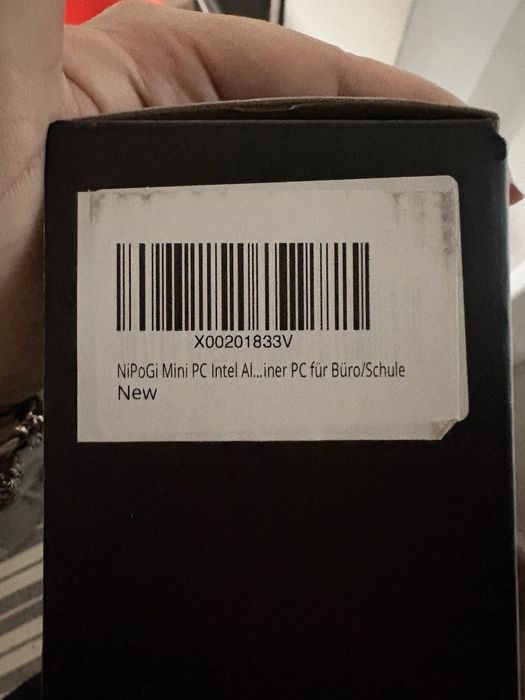 X00201833V
NiPoGi Mini PC Intel Al...iner PC für Büro/Schule
New